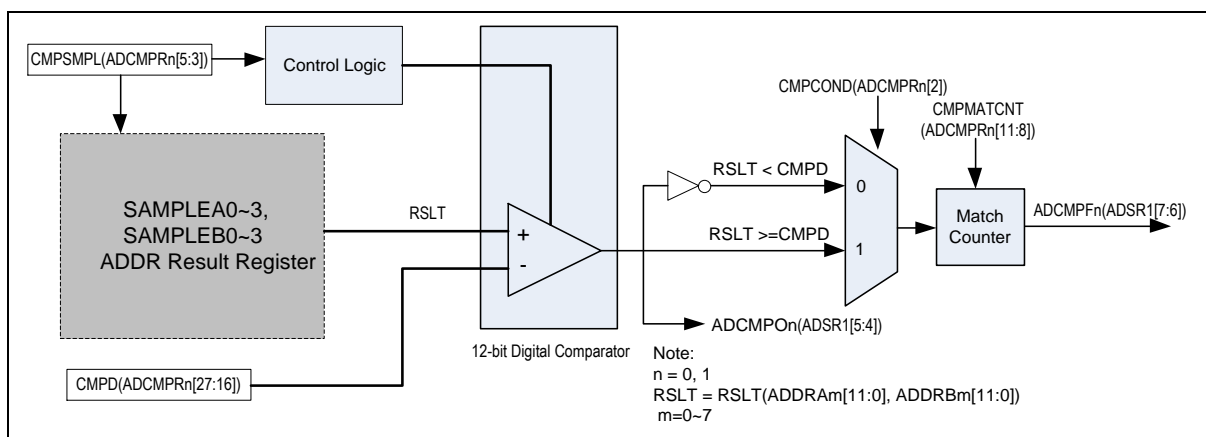 CMPSMPL(ADCMPRn[5:3])
Control Logic
CMPCOND(ADCMPRn[2])
CMPMATCNT
(ADCMPRn[11:8])
SAMPLEA0~3,
SAMPLEB0~3
ADDR Result Register
RSLT
+
-
RSLT < CMPD
RSLT >=CMPD
0
1
Match
Counter
ADCMPFn(ADSR1[7:6])
ADCMPOn(ADSR1[5:4])
12-bit Digital Comparator
CMPD(ADCMPRn[27:16])
Note:
n = 0, 1
RSLT = RSLT(ADDRAm[11:0], ADDRBm[11:0])
m=0~7